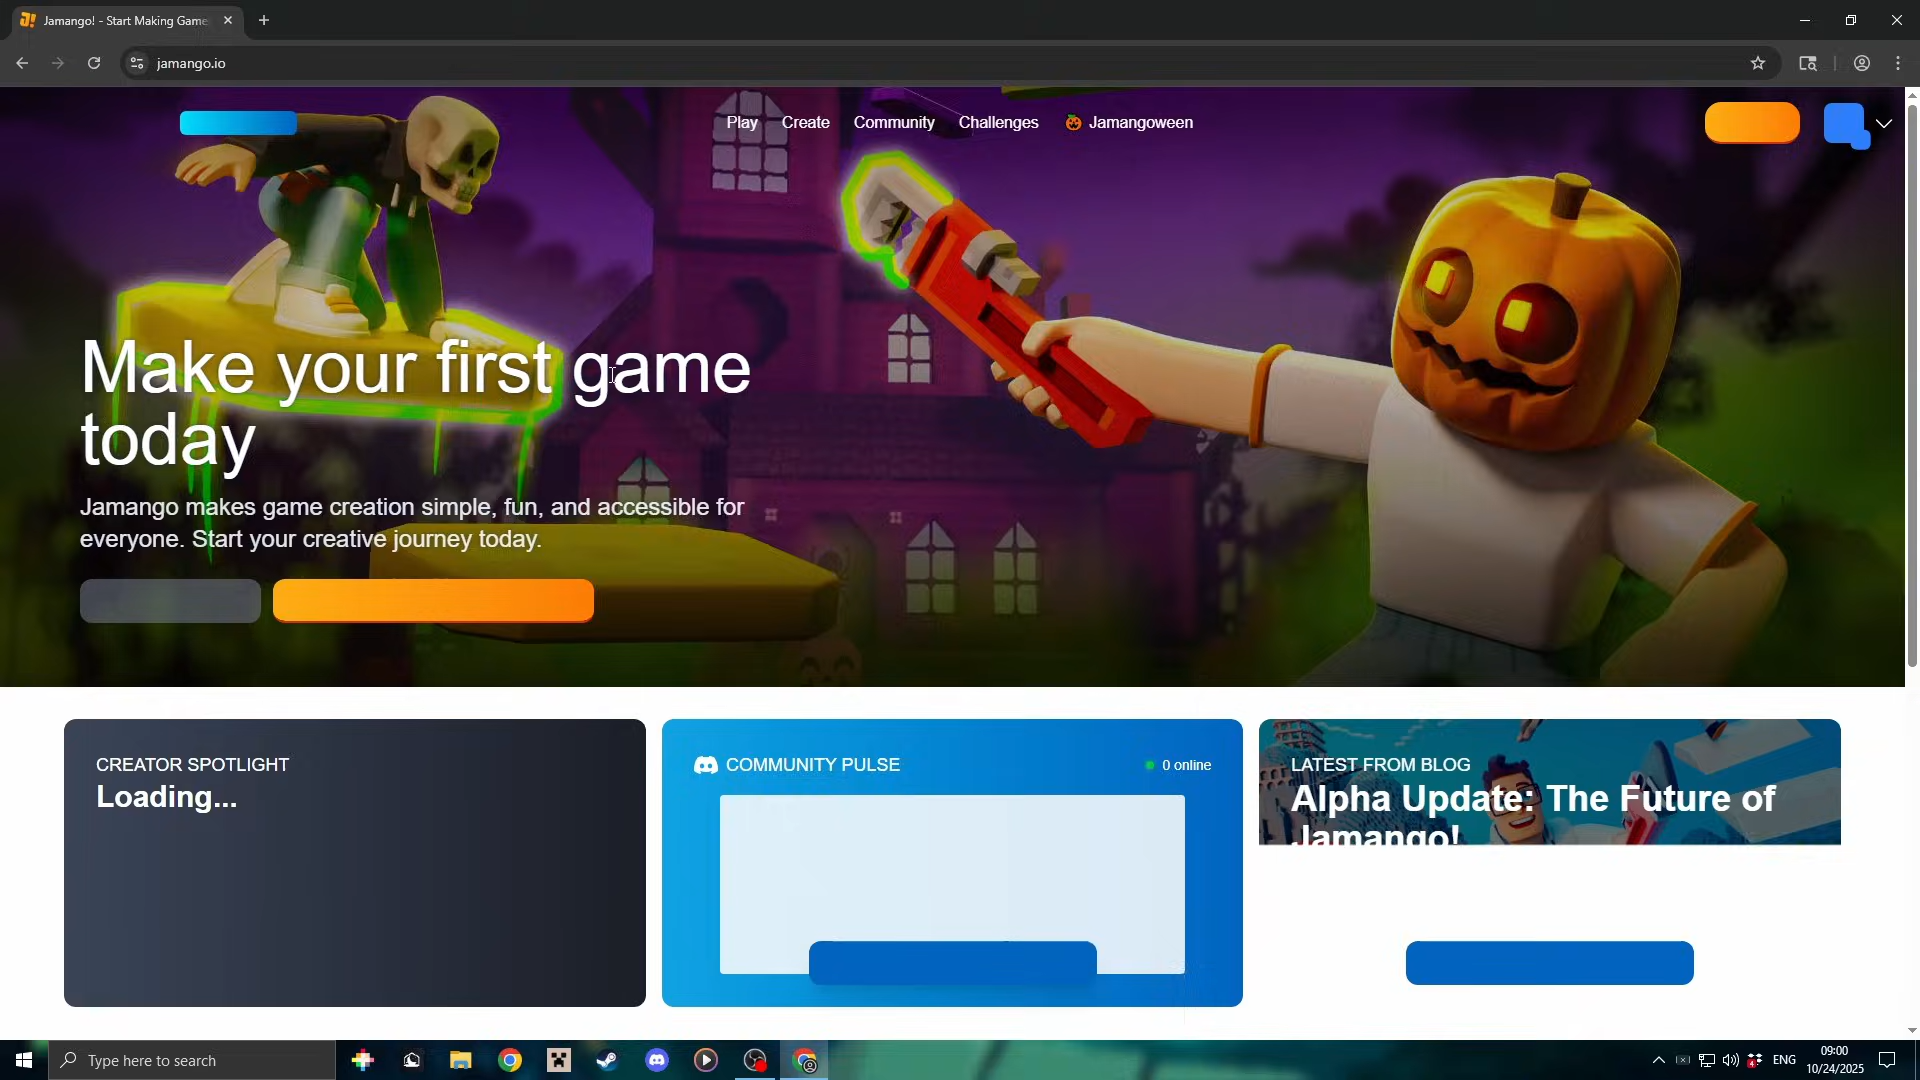 Jamango! - Start Making Game
jamango.io
Play Create Community Challenges Jamangoween
Make your first game
today
Jamango makes game creation simple, fun, and accessible for
everyone. Start your creative journey today.
CREATOR SPOTLIGHT
Loading...
COMMUNITY PULSE
0 online
LATEST FROM BLOG
Alpha Update: The Future of
Jamango!
Type here to search
ENG
09:00
10/24/2025